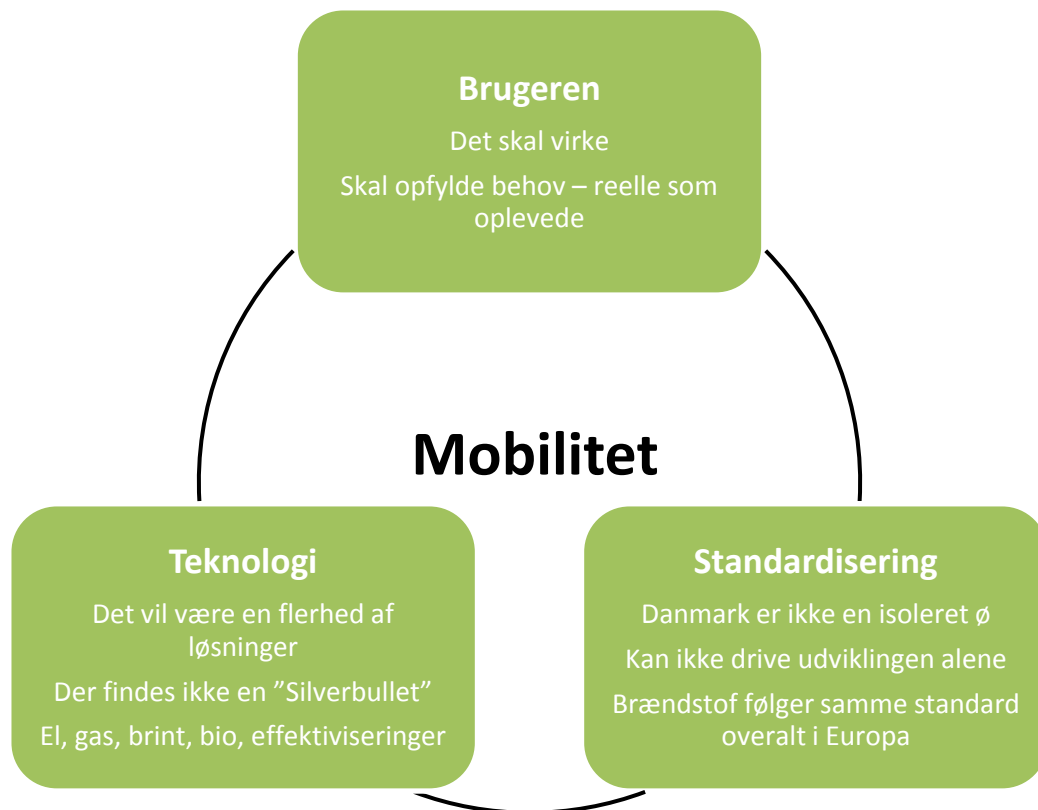 Brugeren
Det skal virke
Skal opfylde behov – reelle som
oplevede
Mobilitet
Teknologi
Det vil være en flerhed af
løsninger
Der findes ikke en ”Silverbullet”
El, gas, brint, bio, effektiviseringer
Standardisering
Danmark er ikke en isoleret ø
Kan ikke drive udviklingen alene
Brændstof følger samme standard
overalt i Europa